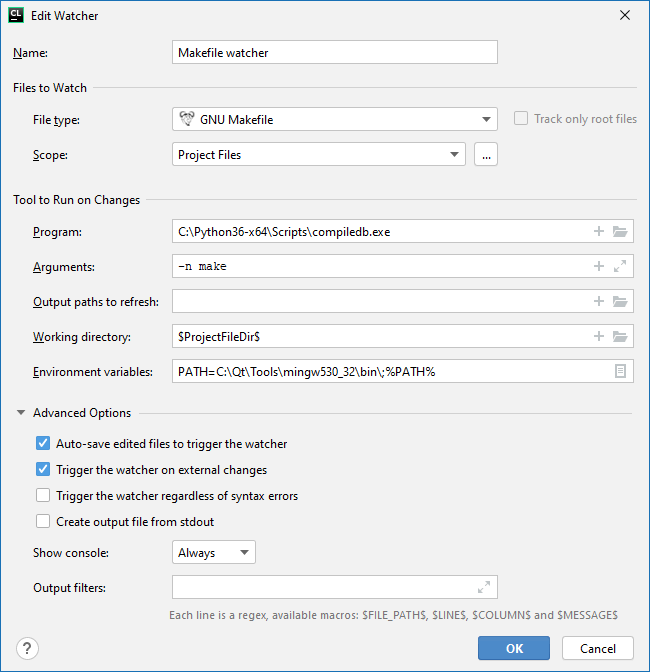 CL Edit Watcher
Name: Makefile watcher
Files to Watch
File type: GNU Makefile Track only root files
Scope: Project Files ...
Tool to Run on Changes
Program: C:\Python36-x64\Scripts\compiledb.exe
Arguments: -n make
Output paths to refresh:
Working directory: $ProjectFileDir$
Environment variables: PATH=C:\Qt\Tools\mingw530_32\bin\;%PATH%
Advanced Options
Auto-save edited files to trigger the watcher
Trigger the watcher on external changes
Trigger the watcher regardless of syntax errors
Create output file from stdout
Show console: Always
Output filters:
Each line is a regex, available macros: $FILE_PATH$, $LINE$, $COLUMN$ and $MESSAGE$
? OK Cancel